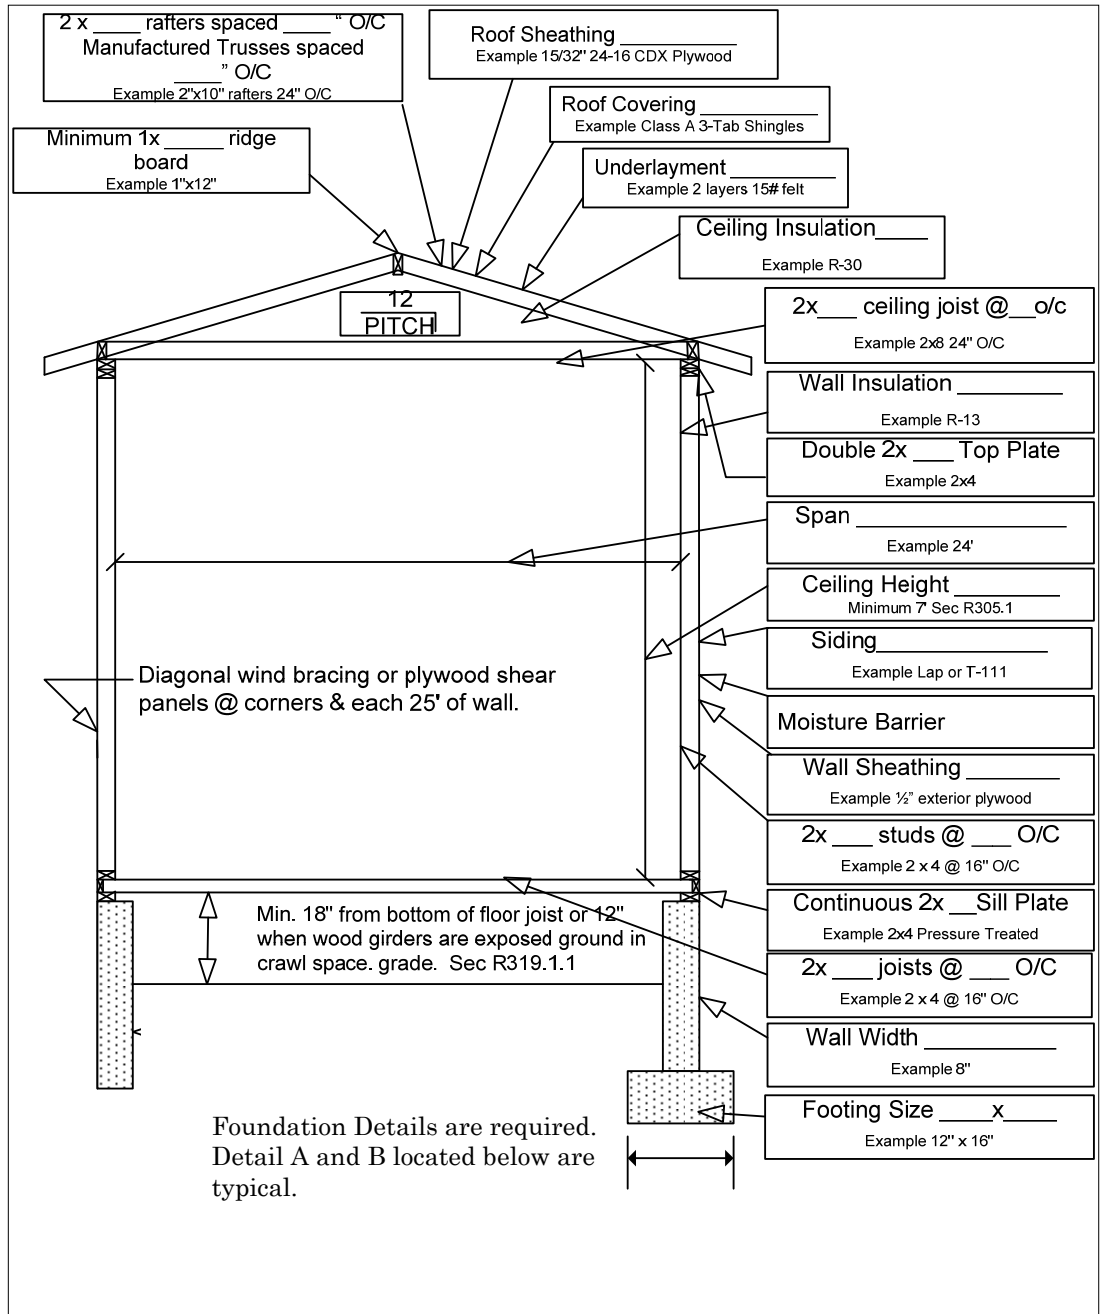 2 x ____ rafters spaced ____ “ O/C
Manufactured Trusses spaced
____” O/C
Example 2"x10" rafters 24" O/C
Roof Sheathing __________
Example 15/32" 24-16 CDX Plywood
Roof Covering __________
Example Class A 3-Tab Shingles
Minimum 1x _____ ridge
board
Example 1"x12"
Underlayment _________
Example 2 layers 15# felt
Ceiling Insulation____
Example R-30
12
PITCH
2x___ ceiling joist @__o/c
Example 2x8 24" O/C
Wall Insulation _________
Example R-13
Double 2x ___ Top Plate
Example 2x4
Span __________________
Example 24'
Ceiling Height _________
Minimum 7' Sec R305.1
Siding_______________
Example Lap or T-111
Diagonal wind bracing or plywood shear
panels @ corners & each 25' of wall.
Moisture Barrier
Wall Sheathing ________
Example ½” exterior plywood
2x ___ studs @ ___ O/C
Example 2 x 4 @ 16" O/C
Continuous 2x __Sill Plate
Example 2x4 Pressure Treated
Min. 18" from bottom of floor joist or 12"
when wood girders are exposed ground in
crawl space. grade.  Sec R319.1.1
2x ___ joists @ ___ O/C
Example 2 x 4 @ 16" O/C
Wall Width ___________
Example 8"
Footing Size ____x____
Example 12" x 16"
Foundation Details are required.
Detail A and B located below are
typical.